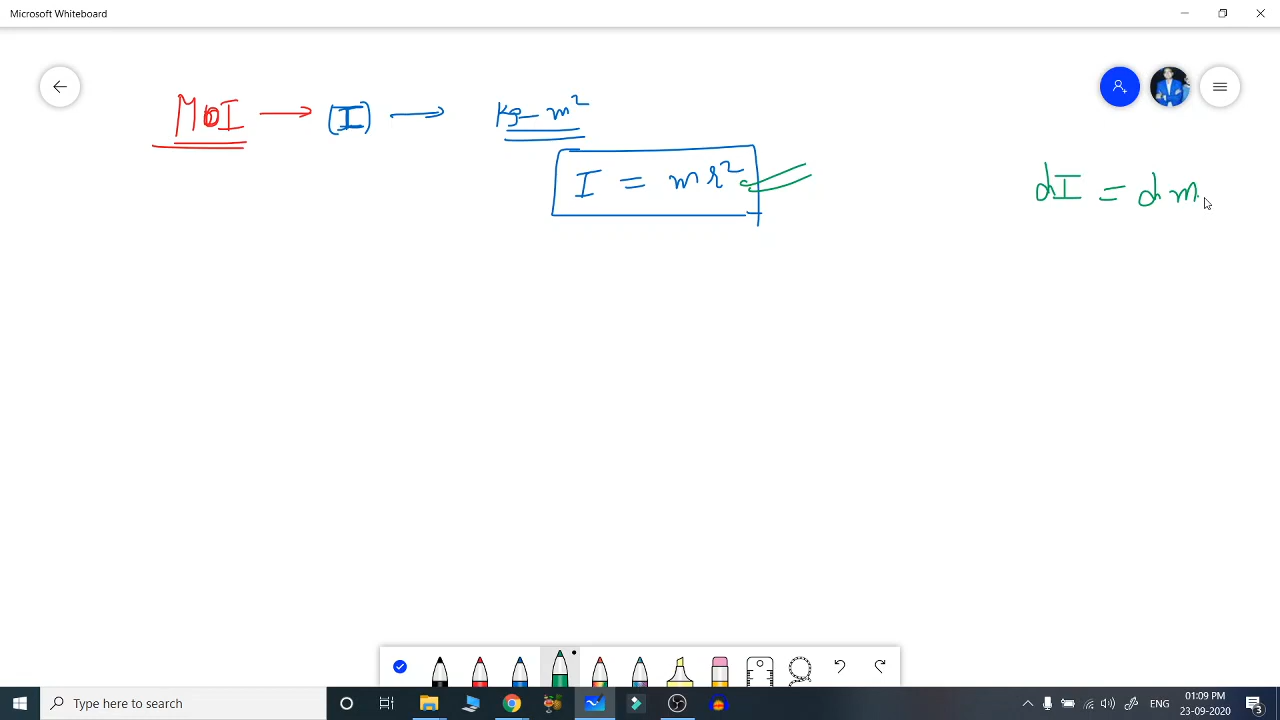 Microsoft Whiteboard
MOI → (I) → kg-m²
I = mr²
dI = dm
Type here to search
ENG
01:09 PM
23-09-2020
3